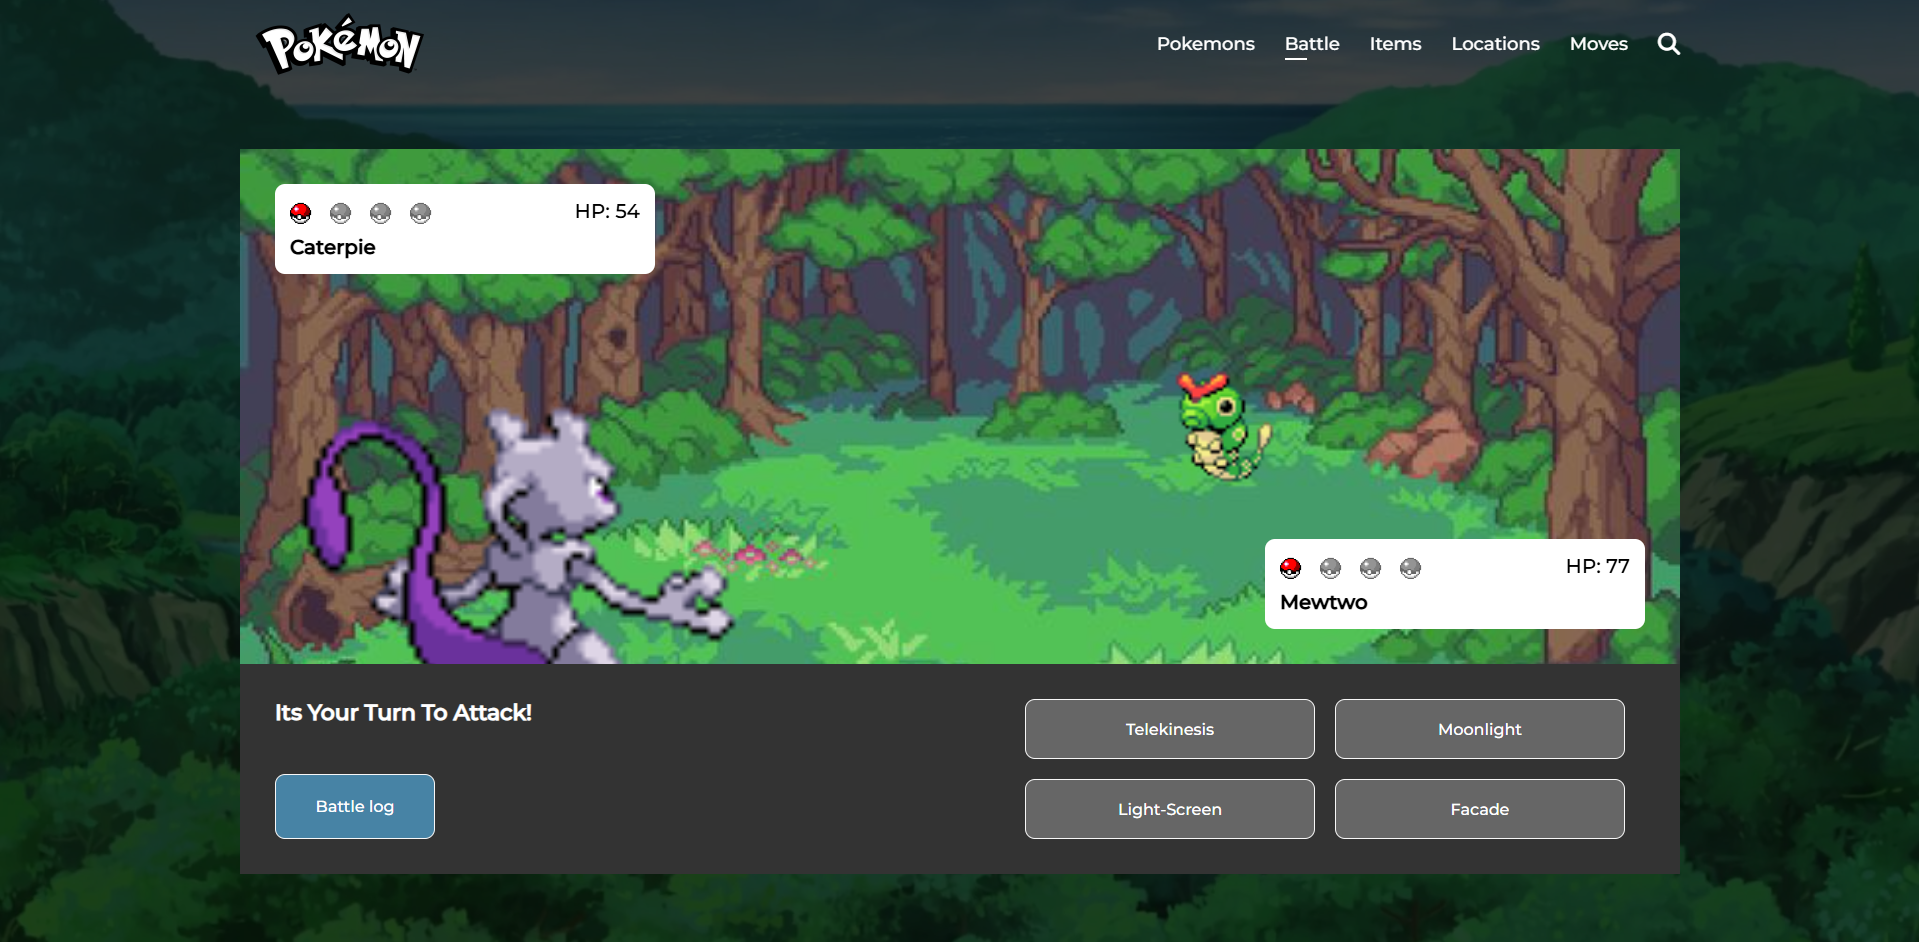 POKéMON
Pokemons Battle Items Locations Moves
HP: 54
Caterpie
HP: 77
Mewtwo
Its Your Turn To Attack!
Telekinesis Moonlight
Battle log
Light-Screen Facade